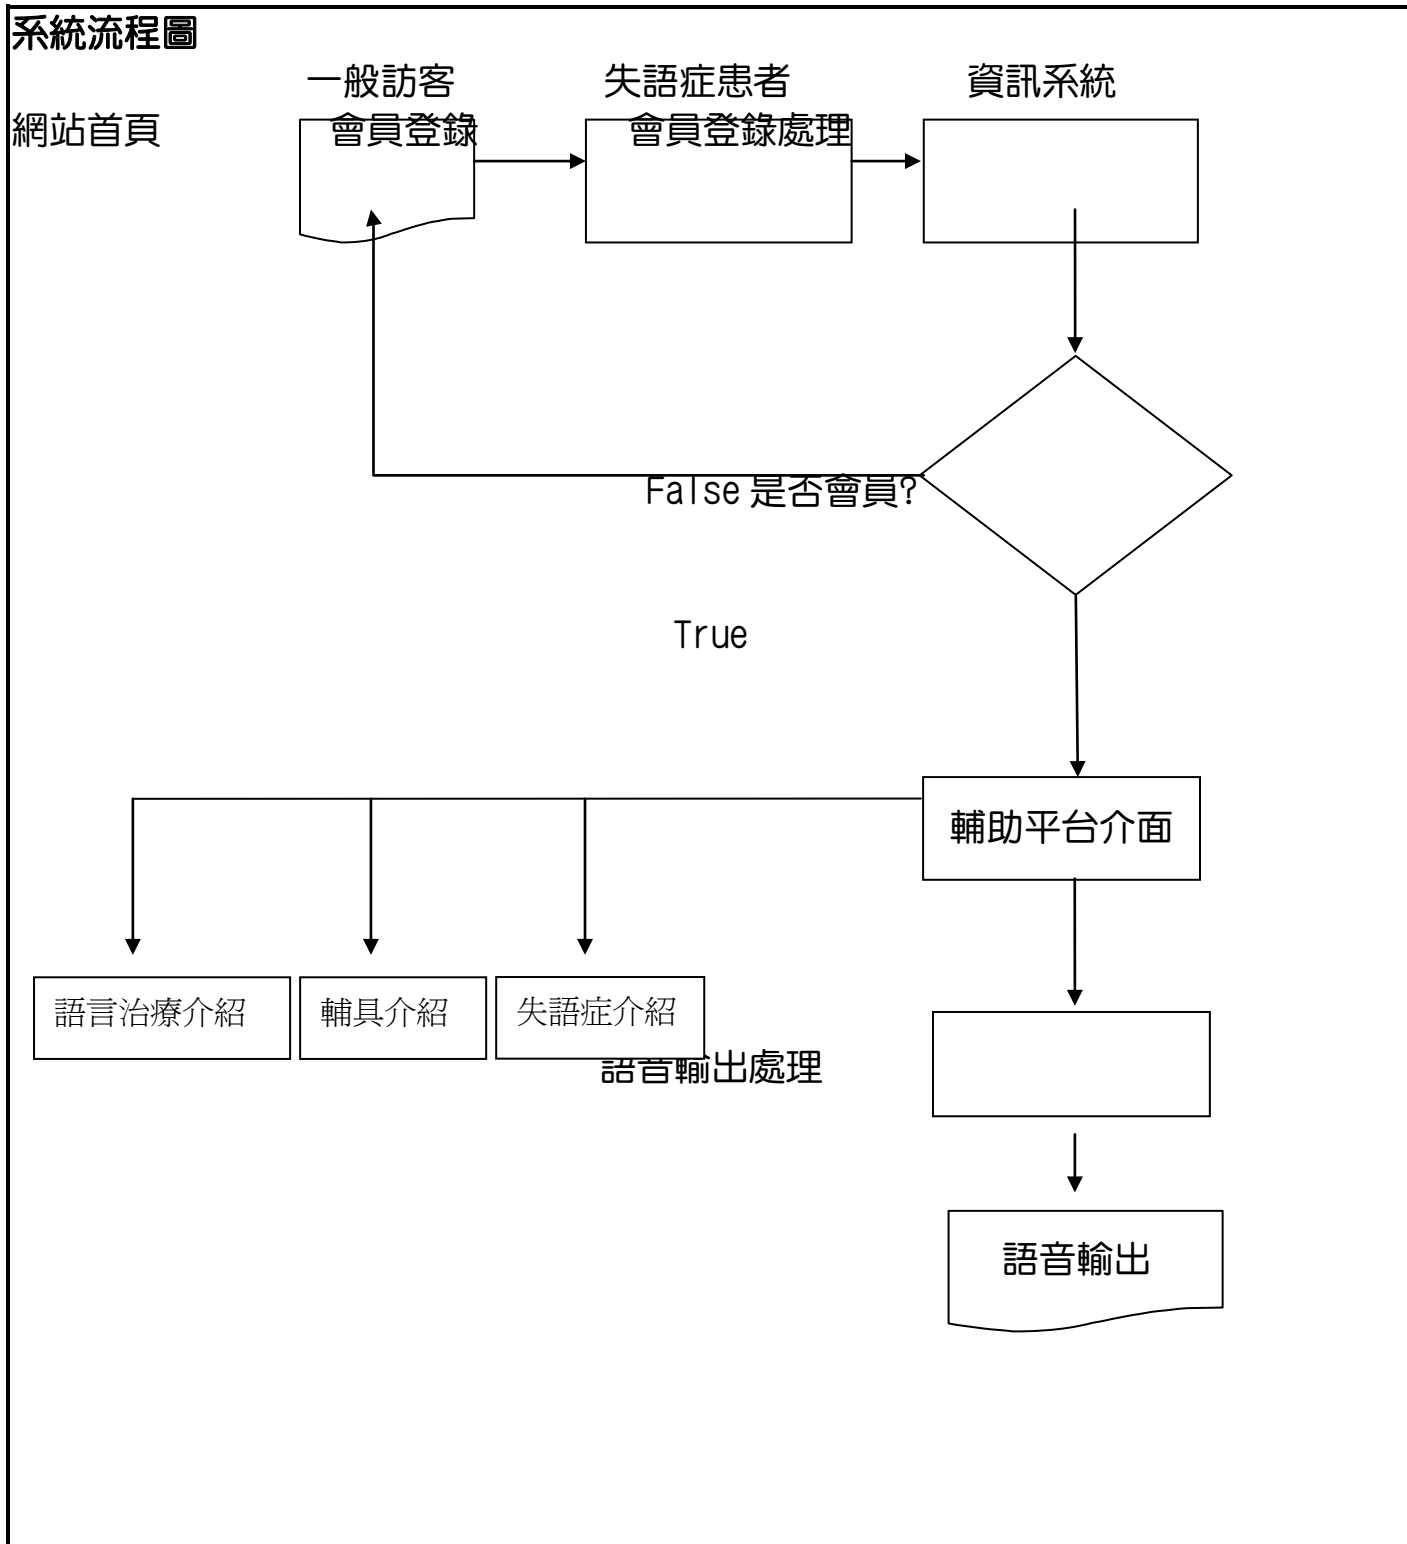 系統流程圖
一般訪客 失語症患者 資訊系統
網站首頁 會員登錄 會員登錄處理
False 是否會員?
True
輔助平台介面
語言治療介紹 輔具介紹 失語症介紹
語音輸出處理
語音輸出